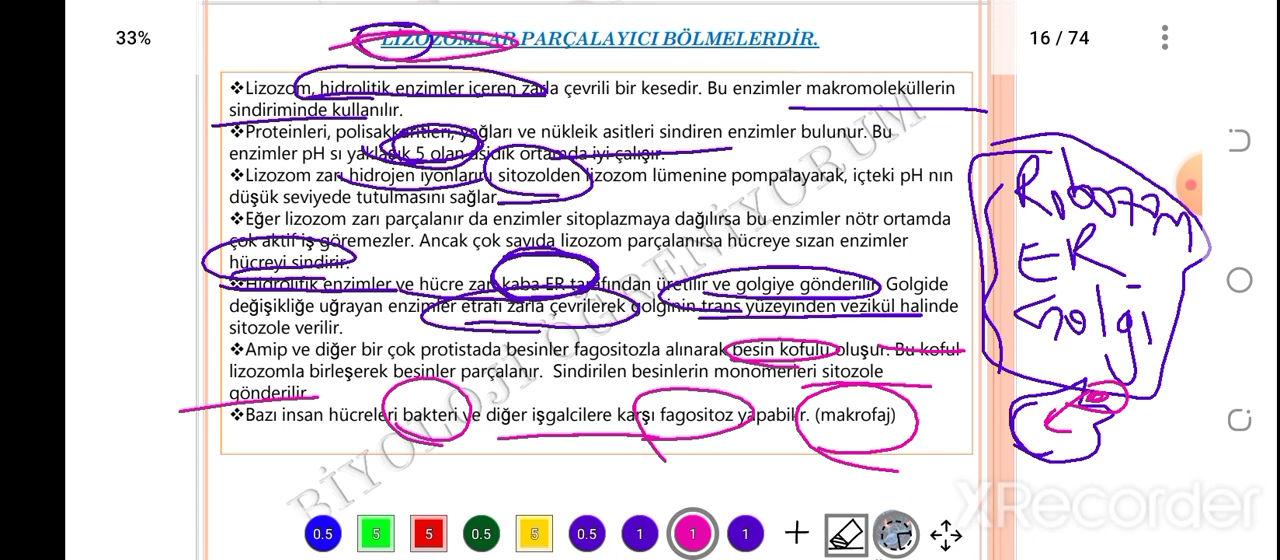 33%
LİZOZOMLAR PARÇALAYICI BÖLMELERDİR.
16 / 74
❖Lizozom, hidrolitik enzimler içeren zarla çevrili bir kesedir. Bu enzimler makromoleküllerin
sindiriminde kullanılır.
❖Proteinleri, polisakkaritleri, yağları ve nükleik asitleri sindiren enzimler bulunur. Bu
enzimler pH sı yaklaşık 5 olan asidik ortamda iyi çalışır.
❖Lizozom zarı hidrojen iyonlarını sitozolden lizozom lümenine pompalayarak, içteki pH nın
düşük seviyede tutulmasını sağlar.
❖Eğer lizozom zarı parçalanır da enzimler sitoplazmaya dağılırsa bu enzimler nötr ortamda
çok aktif iş göremezler. Ancak çok sayıda lizozom parçalanırsa hücreye sızan enzimler
hücreyi sindirir.
❖Hidrolitik enzimler ve hücre zarı kaba ER tarafından üretilir ve golgiye gönderilir. Golgide
değişikliğe uğrayan enzimler etrafı zarla çevrilerek golginin trans yüzeyinden vezikül halinde
sitozole verilir.
❖Amip ve diğer bir çok protistada besinler fagositozla alınarak besin kofulu oluşur. Bu koful
lizozomla birleşerek besinler parçalanır. Sindirilen besinlerin monomerleri sitozole
gönderilir.
❖Bazı insan hücreleri bakteri ve diğer işgalcilere karşı fagositoz yapabilir. (makrofaj)
Ribozom
ER
Golgi
BİYOLOJİ ÖĞRENİYORUM
0.5 5 5 0.5 5 0.5 1 1 1
XRecorder